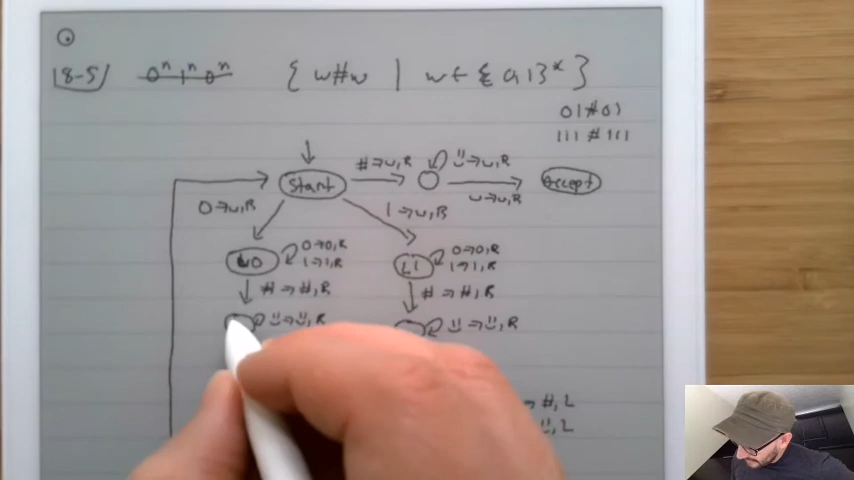 18-5/ 0ⁿ1ⁿ0ⁿ { w#w | w ∈ {0,1}* }
01#01
111#111
Start #→⊔,R ⌣̈→⊔,R ⊔→⊔,R Accept
0→⊔,R 1→⊔,R
L0 0→0,R L1 0→0,R
1→1,R 1→1,R
#→#,R #→#,R
⌣̈→⌣̈,R ⌣̈→⌣̈,R
→ #,L
⌣̈,L